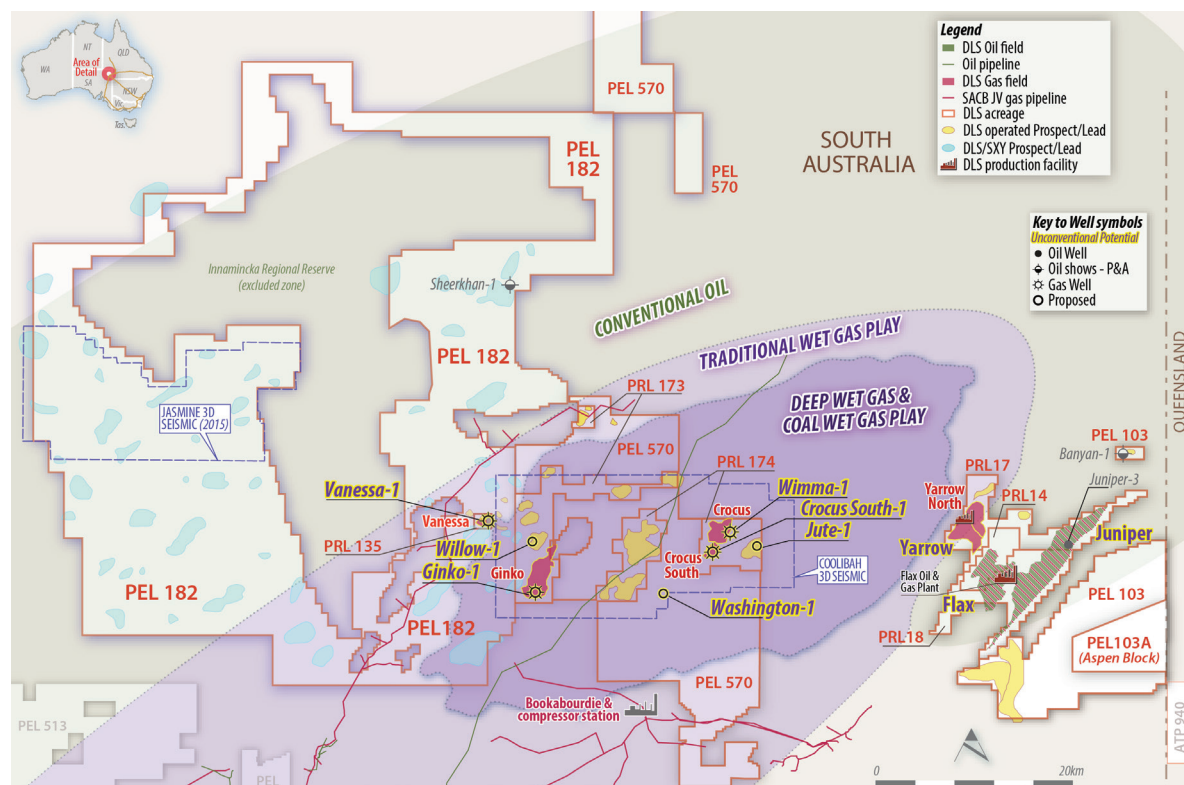 NT
QLD
WA
Area of
Detail
SA
NSW
Vic
Tas.
PEL 570
PEL
182
PEL
570
SOUTH
AUSTRALIA
Legend
DLS Oil field
Oil pipeline
DLS Gas field
SACB JV gas pipeline
DLS acreage
DLS operated Prospect/Lead
DLS/SXY Prospect/Lead
DLS production facility
Key to Well symbols
Unconventional Potential
Oil Well
Oil shows - P&A
Gas Well
Proposed
Innamincka Regional Reserve
(excluded zone)
Sheerkhan-1
CONVENTIONAL OIL
TRADITIONAL WET GAS PLAY
DEEP WET GAS &
COAL WET GAS PLAY
QUEENSLAND
PEL 182
PRL 173
JASMINE 3D
SEISMIC (2015)
PEL 570
PRL 174
PEL 103
Banyan-1
Juniper-3
PRL17
PRL14
Yarrow
North
Vanessa-1
Vanessa
Wimma-1
Crocus
Crocus South-1
Jute-1
PRL 135
Willow-1
Ginko-1
Ginko
Crocus
South
COOLIBAH
3D SEISMIC
Yarrow
Juniper
Flax Oil &
Gas Plant
Flax
PEL 103
PEL 182
Washington-1
PEL182
PRL18
PEL103A
(Aspen Block)
PEL 570
Bookabourdie &
compressor station
PEL 513
PEL
ATP 940
0
20km